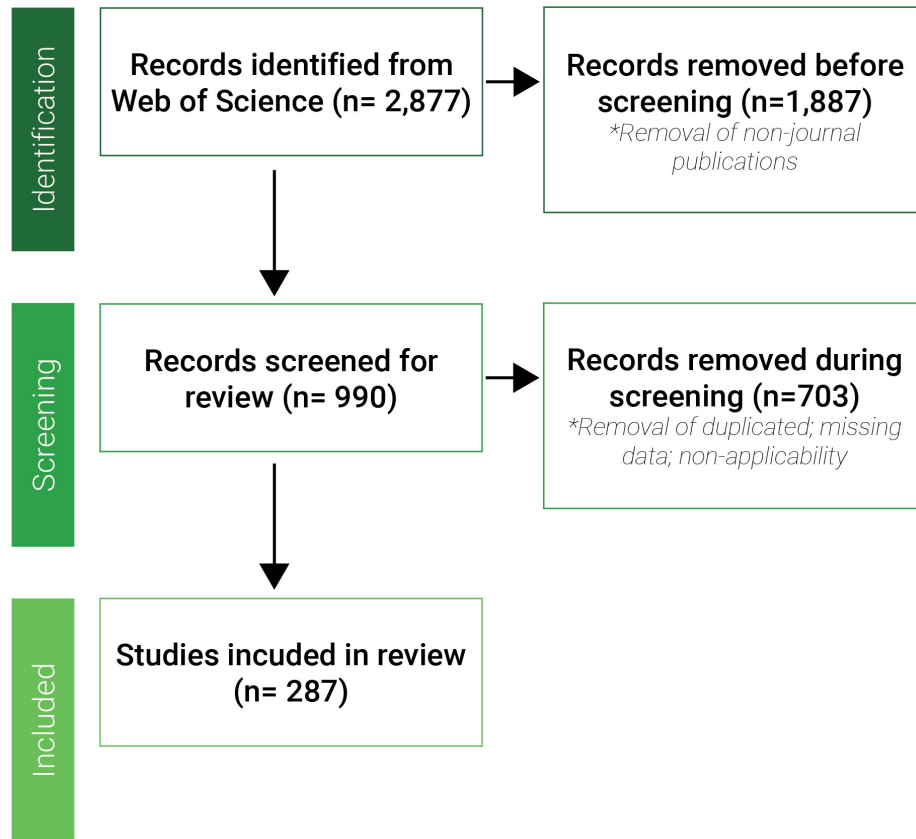 Identification
Records identified from
Web of Science (n= 2,877)
Records removed before
screening (n=1,887)
*Removal of non-journal
publications
Screening
Records screened for
review (n= 990)
Records removed during
screening (n=703)
*Removal of duplicated; missing
data; non-applicability
Included
Studies incuded in review
(n= 287)